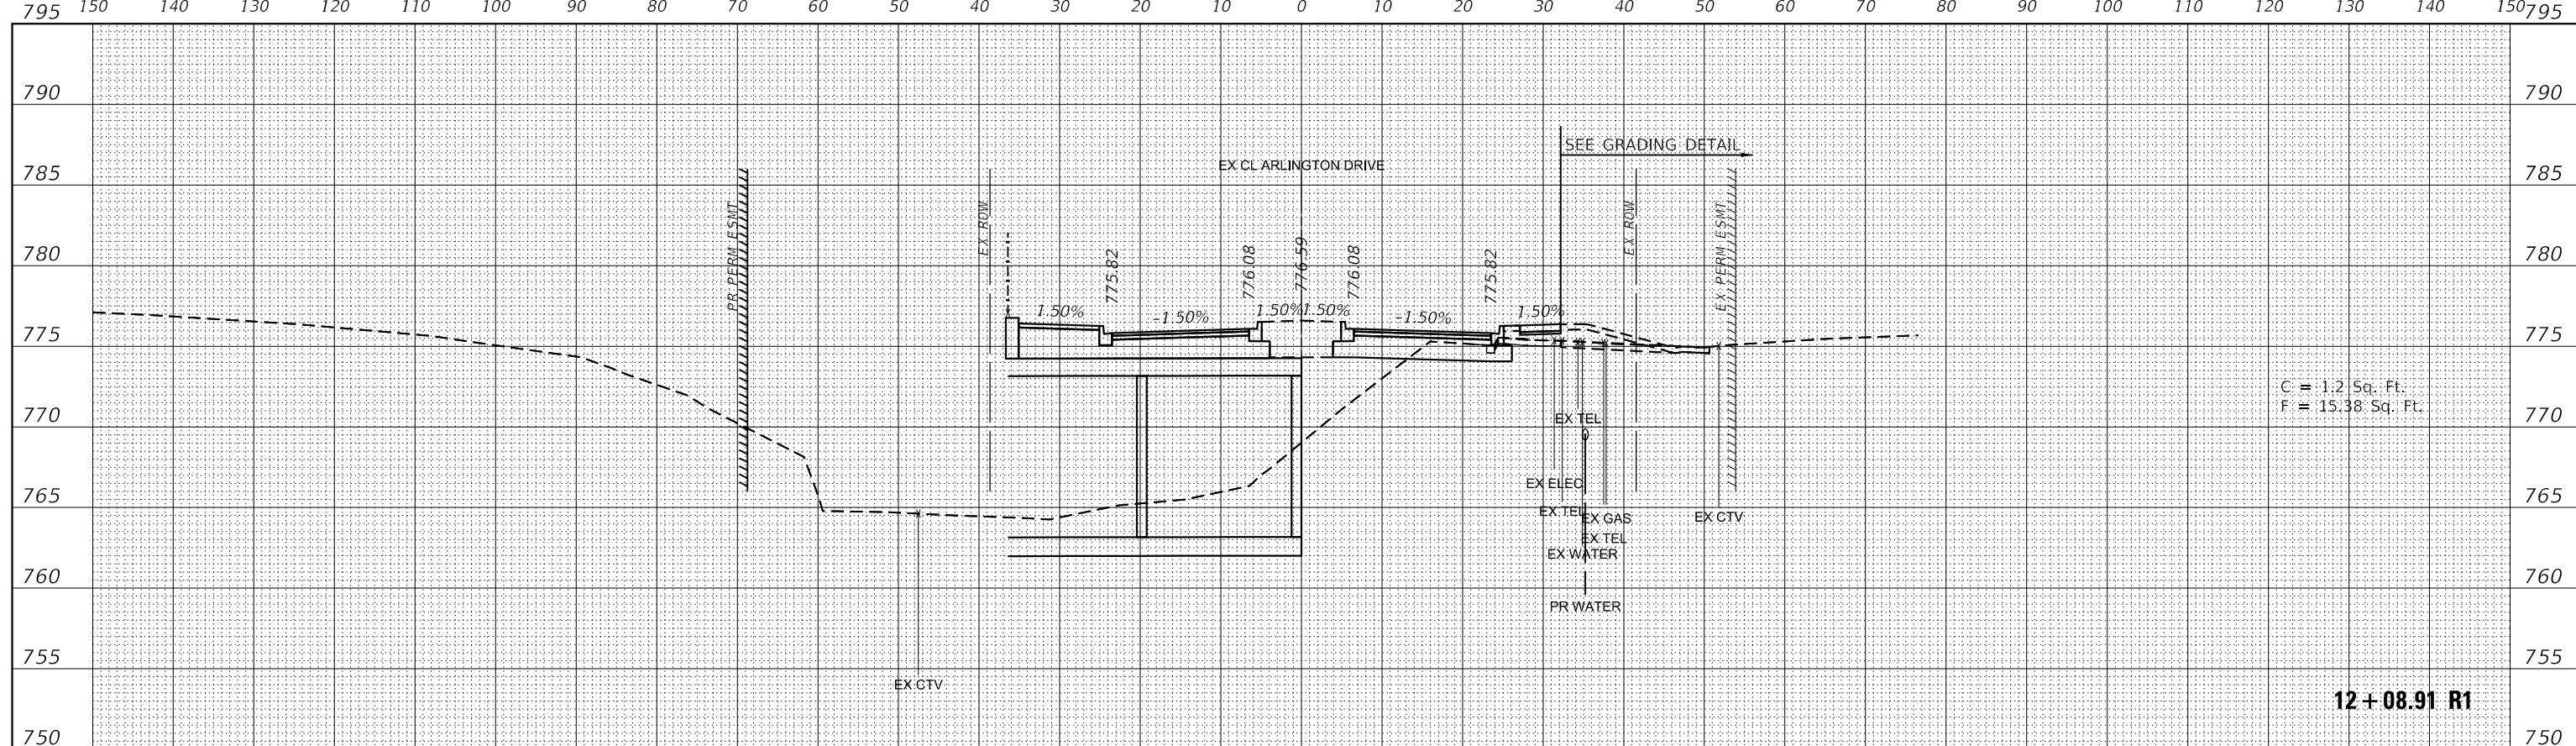 795 150 140 130 120 110 100 90 80 70 60 50 40 30 20 10 0 10 20 30 40 50 60 70 80 90 100 110 120 130 140 150 795
790 790
SEE GRADING DETAIL
EX CL ARLINGTON DRIVE
785 785
PR PERM ESMT
EX ROW
EX ROW
EX PERM ESMT
780 780
775.82
776.08
776.59
776.08
775.82
1.50% -1.50% 1.50% 1.50% -1.50% 1.50%
775 775
C = 1.2 Sq. Ft.
F = 15.38 Sq. Ft.
770 770
EX TEL
EX ELEC
765 765
EX TEL
EX GAS
EX CTV
EX TEL
EX WATER
760 760
PR WATER
755 755
EX CTV
12+08.91 R1
750 750